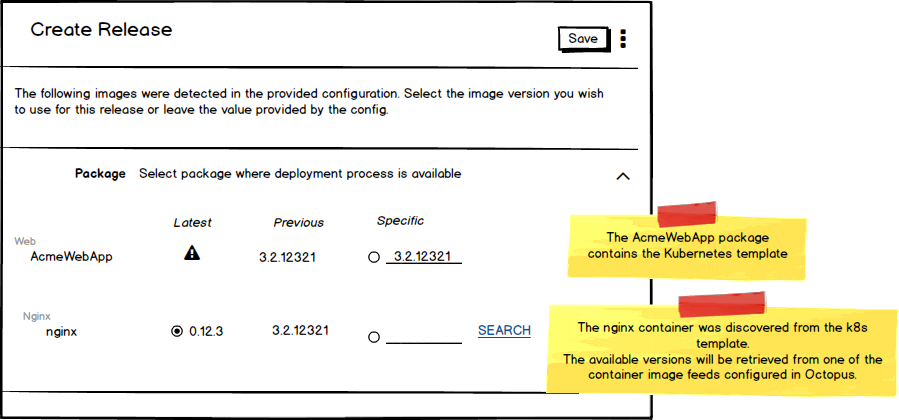 Create Release
Save
The following images were detected in the provided configuration. Select the image version you wish
to use for this release or leave the value provided by the config.
Package Select package where deployment process is available
Latest Previous Specific
Web
AcmeWebApp 3.2.12321 3.2.12321
The AcmeWebApp package
contains the Kubernetes template
Nginx
nginx 0.12.3 3.2.12321 SEARCH
The nginx container was discovered from the k8s
template.
The available versions will be retrieved from one of the
container image feeds configured in Octopus.